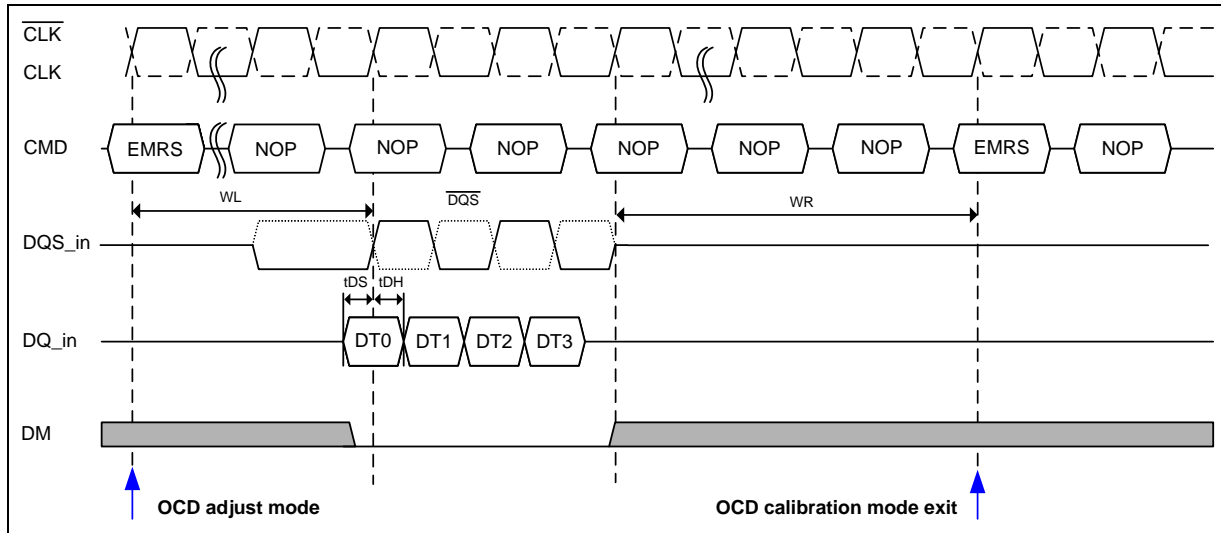 CLK
CLK
CMD EMRS NOP NOP NOP NOP NOP NOP EMRS NOP
WL DQS WR
DQS_in
tDS tDH
DQ_in DT0 DT1 DT2 DT3
DM
OCD adjust mode OCD calibration mode exit